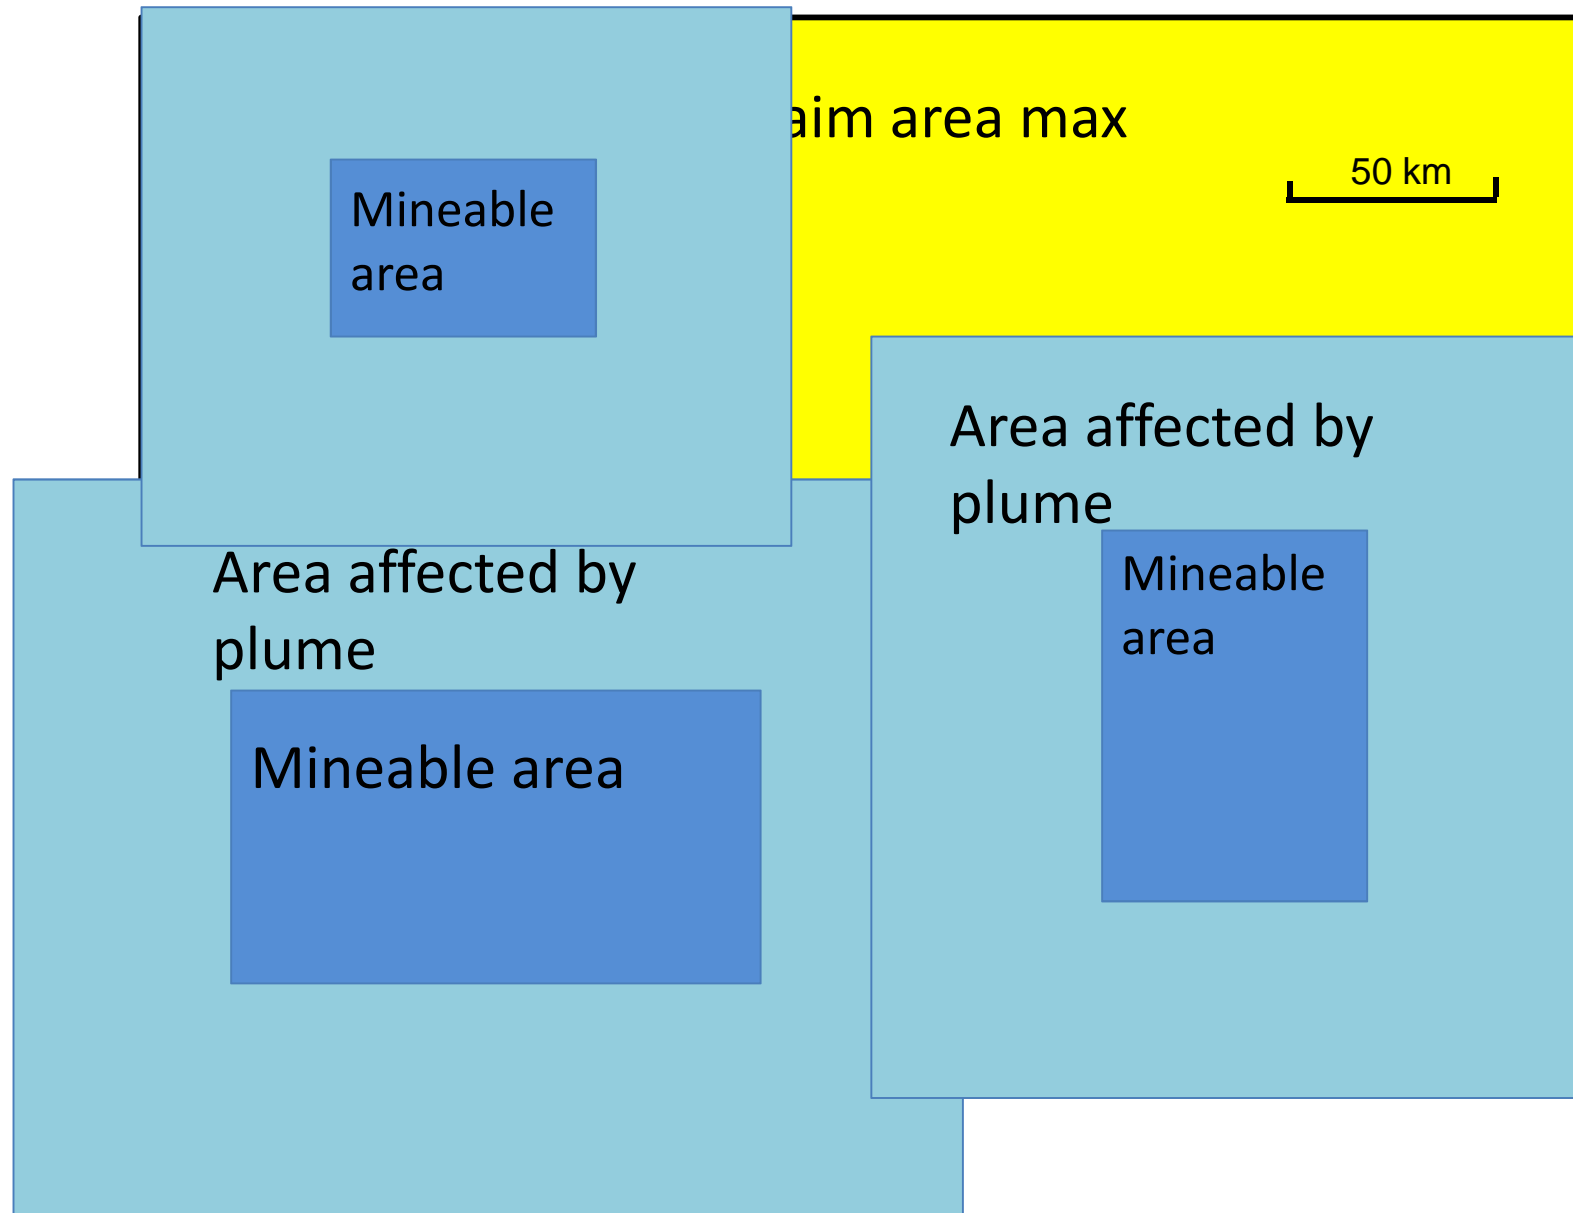 aim area max
50 km
Mineable
area
Area affected by
plume
Mineable
area
Area affected by
plume
Mineable area